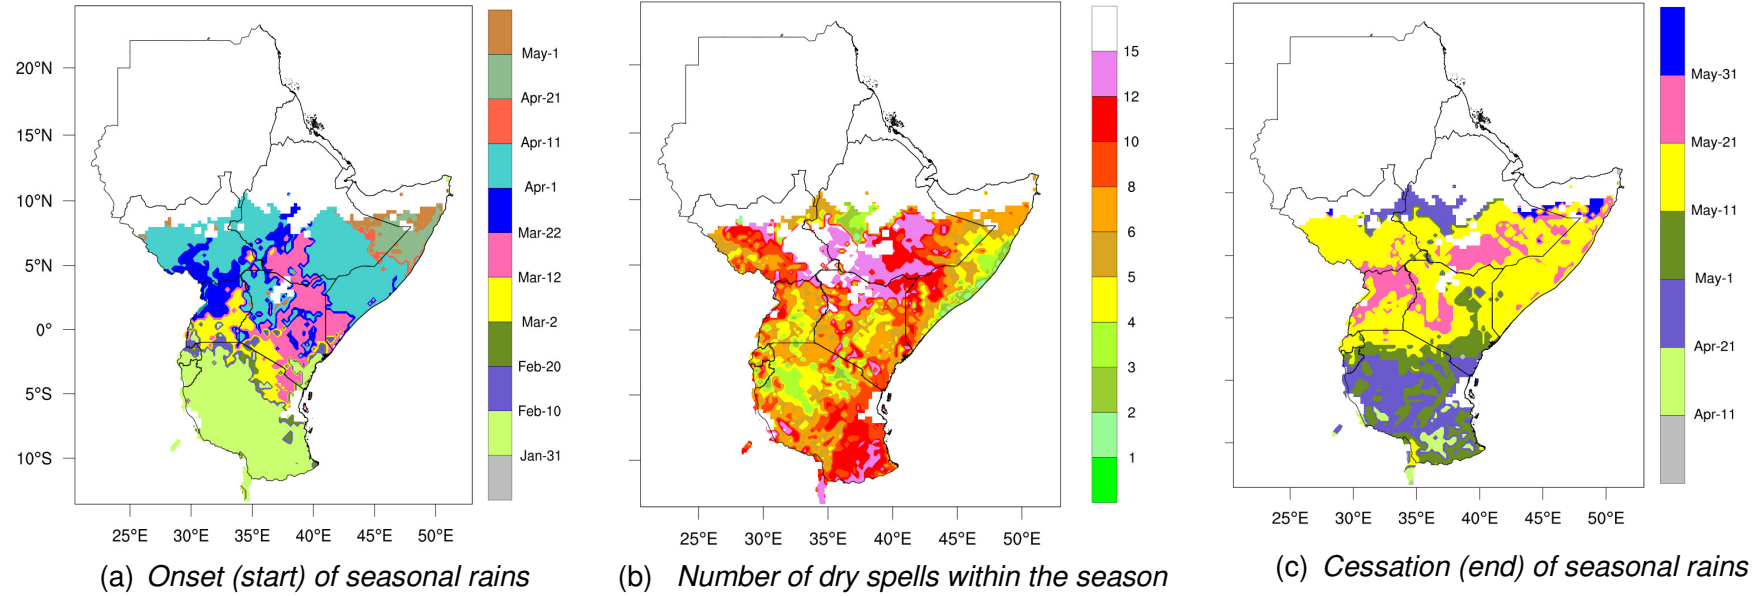 20°N
15°N
10°N
5°N
0°
5°S
10°S
25°E 30°E 35°E 40°E 45°E 50°E
May-1
Apr-21
Apr-11
Apr-1
Mar-22
Mar-12
Mar-2
Feb-20
Feb-10
Jan-31
(a) Onset (start) of seasonal rains
25°E 30°E 35°E 40°E 45°E 50°E
15
12
10
8
6
5
4
3
2
1
(b) Number of dry spells within the season
25°E 30°E 35°E 40°E 45°E 50°E
May-31
May-21
May-11
May-1
Apr-21
Apr-11
(c) Cessation (end) of seasonal rains